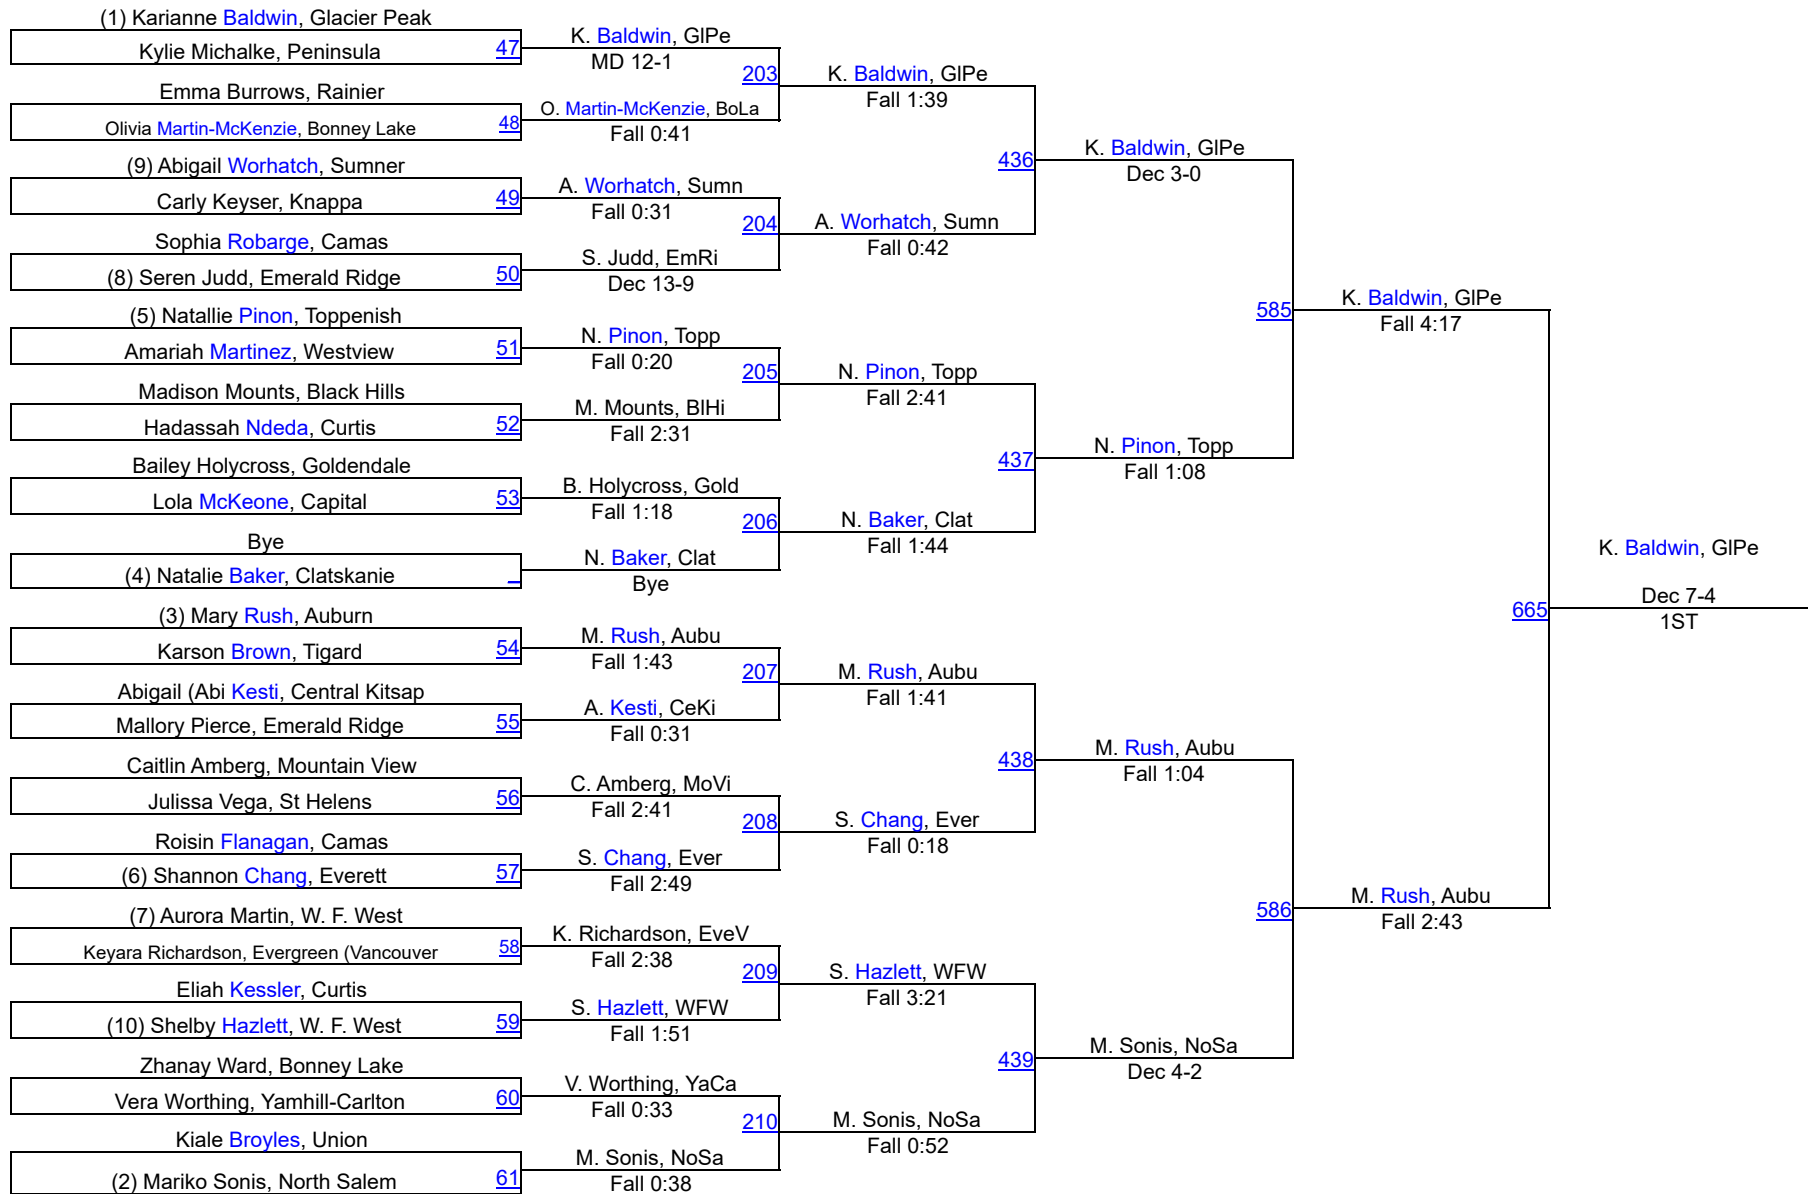 (1) Karianne Baldwin, Glacier Peak
Kylie Michalke, Peninsula
47
Emma Burrows, Rainier
Olivia Martin-McKenzie, Bonney Lake
48
(9) Abigail Worhatch, Sumner
Carly Keyser, Knappa
49
Sophia Robarge, Camas
(8) Seren Judd, Emerald Ridge
50
(5) Natallie Pinon, Toppenish
Amariah Martinez, Westview
51
Madison Mounts, Black Hills
Hadassah Ndeda, Curtis
52
Bailey Holycross, Goldendale
Lola McKeone, Capital
53
Bye
(4) Natalie Baker, Clatskanie
(3) Mary Rush, Auburn
Karson Brown, Tigard
54
Abigail (Abi Kesti, Central Kitsap
Mallory Pierce, Emerald Ridge
55
Caitlin Amberg, Mountain View
Julissa Vega, St Helens
56
Roisin Flanagan, Camas
(6) Shannon Chang, Everett
57
(7) Aurora Martin, W. F. West
Keyara Richardson, Evergreen (Vancouver
58
Eliah Kessler, Curtis
(10) Shelby Hazlett, W. F. West
59
Zhanay Ward, Bonney Lake
Vera Worthing, Yamhill-Carlton
60
Kiale Broyles, Union
(2) Mariko Sonis, North Salem
61
K. Baldwin, GlPe
MD 12-1
203
O. Martin-McKenzie, BoLa
Fall 0:41
A. Worhatch, Sumn
Fall 0:31
204
S. Judd, EmRi
Dec 13-9
N. Pinon, Topp
Fall 0:20
205
M. Mounts, BlHi
Fall 2:31
B. Holycross, Gold
Fall 1:18
206
N. Baker, Clat
Bye
M. Rush, Aubu
Fall 1:43
207
A. Kesti, CeKi
Fall 0:31
C. Amberg, MoVi
Fall 2:41
208
S. Chang, Ever
Fall 2:49
K. Richardson, EveV
Fall 2:38
209
S. Hazlett, WFW
Fall 1:51
V. Worthing, YaCa
Fall 0:33
210
M. Sonis, NoSa
Fall 0:38
K. Baldwin, GlPe
Fall 1:39
436
A. Worhatch, Sumn
Fall 0:42
N. Pinon, Topp
Fall 2:41
437
N. Baker, Clat
Fall 1:44
M. Rush, Aubu
Fall 1:41
438
S. Chang, Ever
Fall 0:18
S. Hazlett, WFW
Fall 3:21
439
M. Sonis, NoSa
Fall 0:52
K. Baldwin, GlPe
Dec 3-0
585
N. Pinon, Topp
Fall 1:08
M. Rush, Aubu
Fall 1:04
586
M. Sonis, NoSa
Dec 4-2
K. Baldwin, GlPe
Fall 4:17
665
M. Rush, Aubu
Fall 2:43
K. Baldwin, GlPe
Dec 7-4
1ST